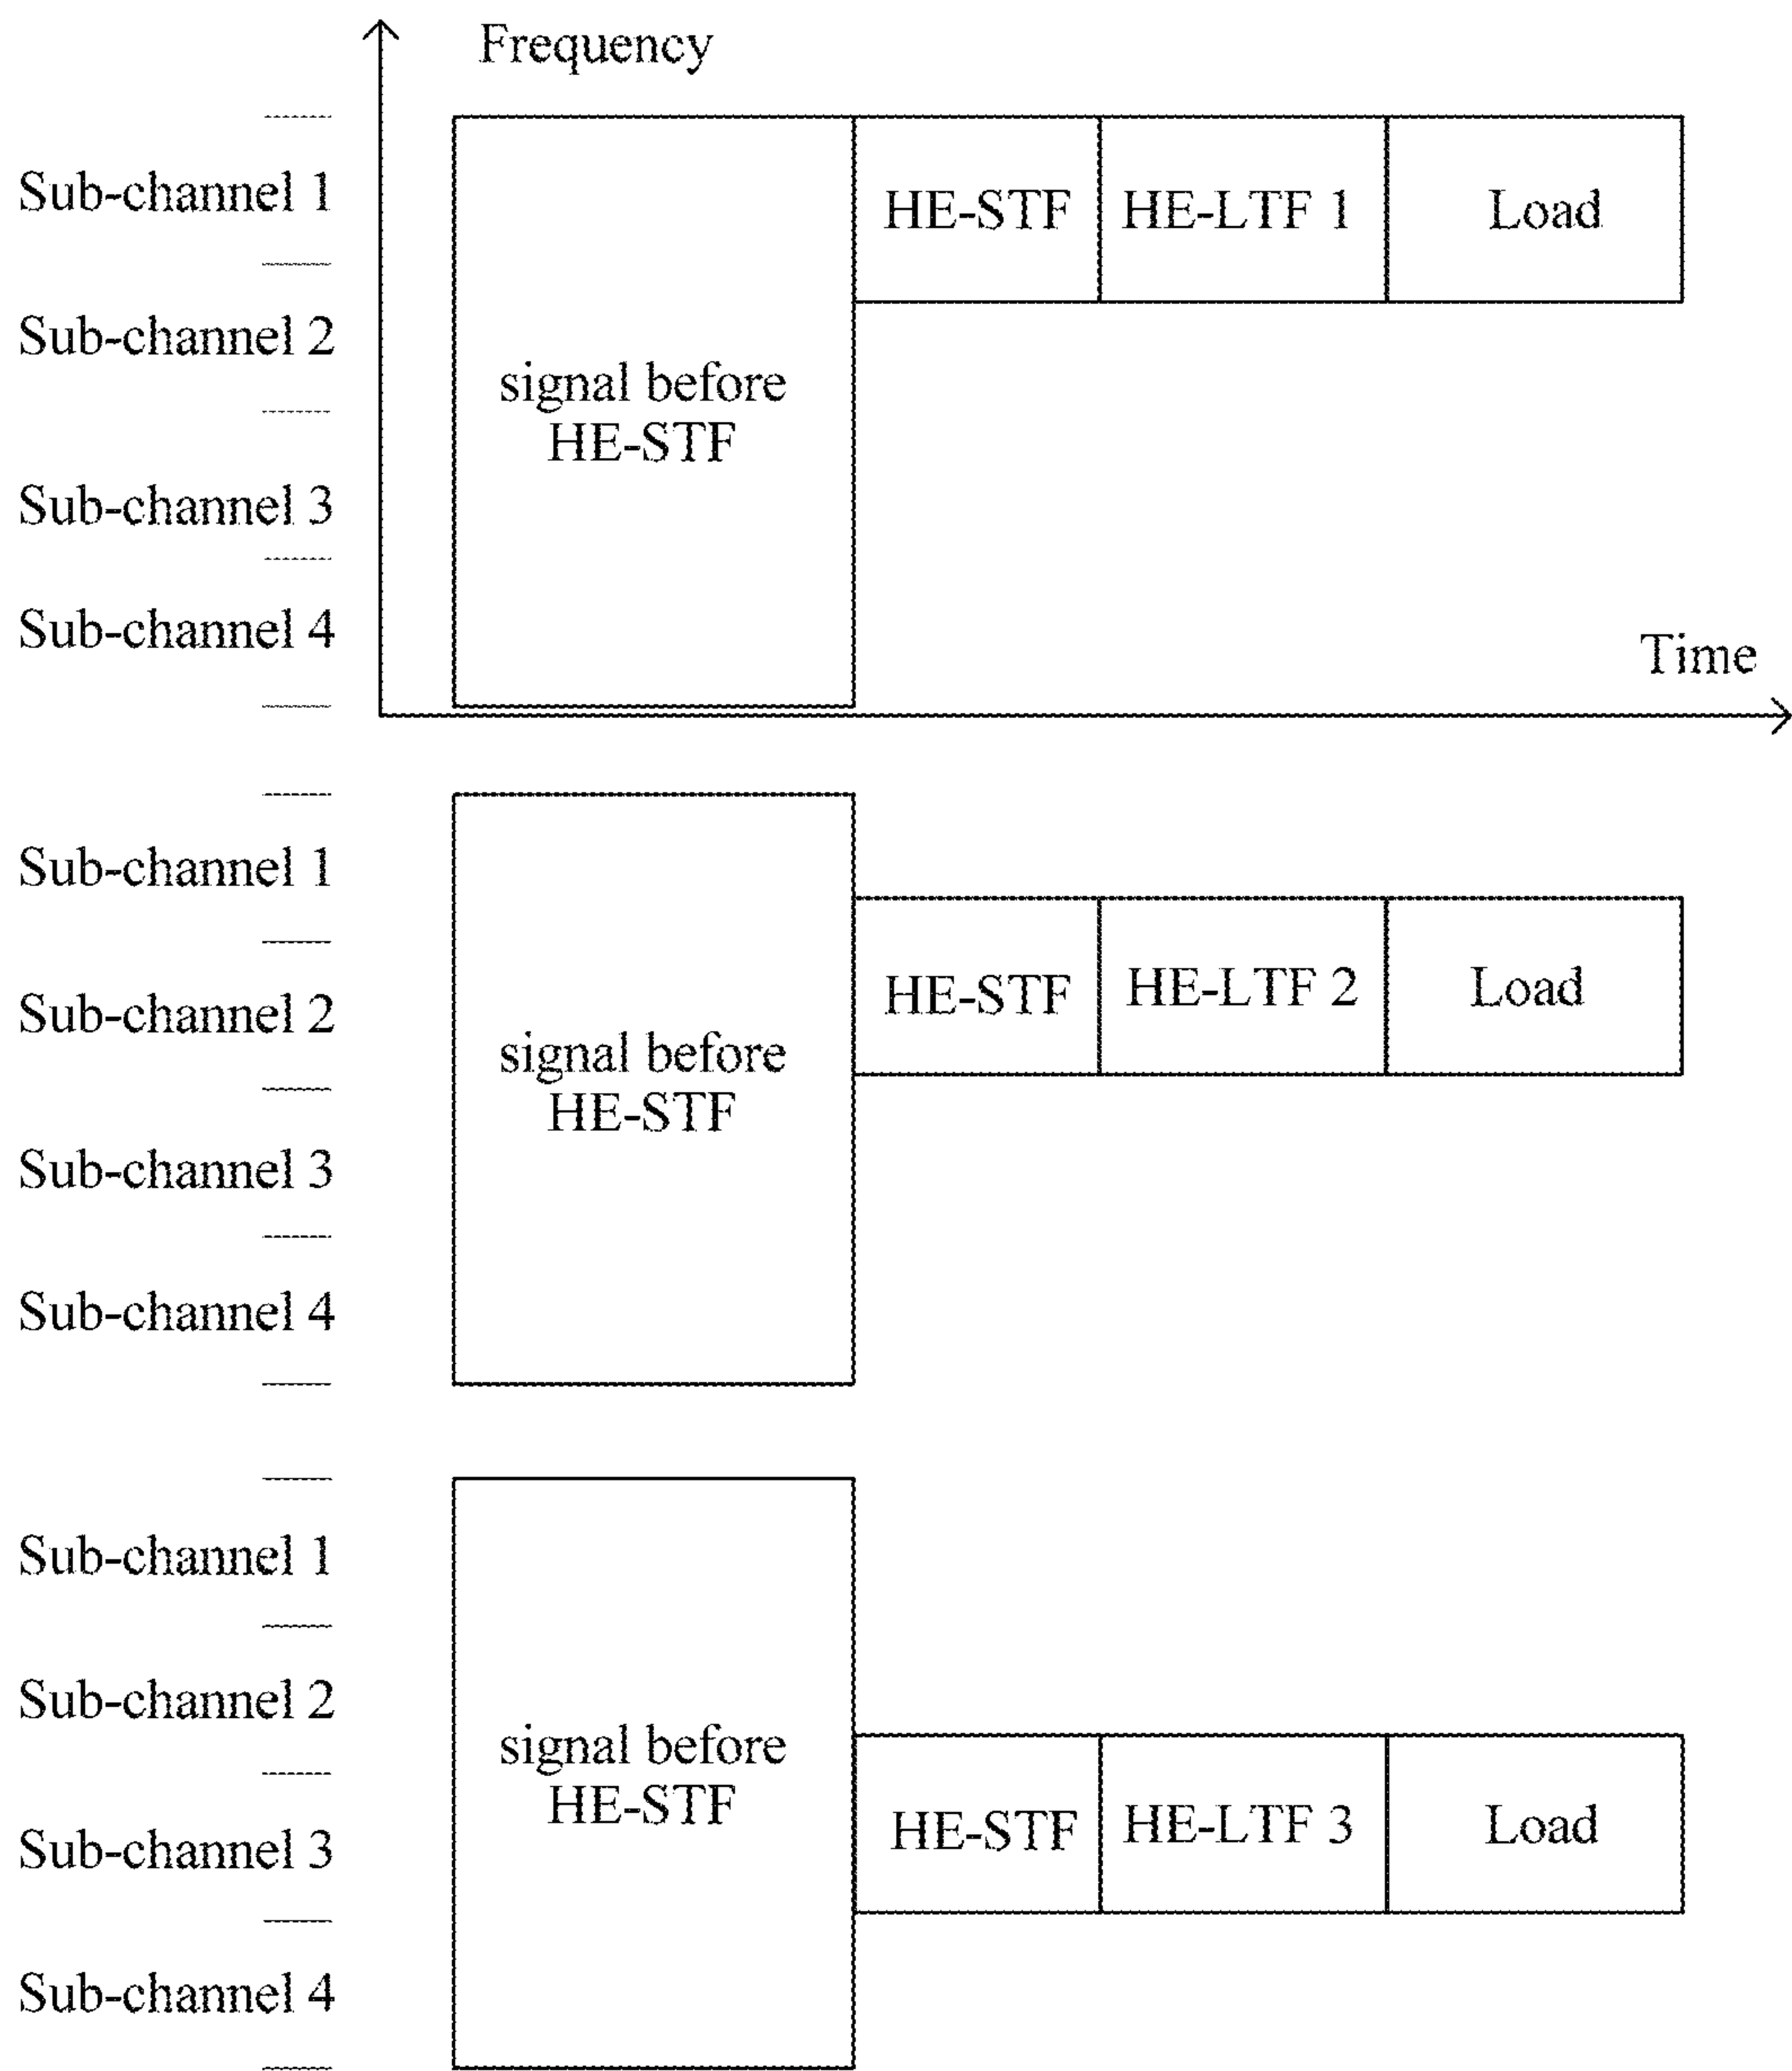 Frequency
Sub-channel 1
HE-STF
HE-LTF 1
Load
Sub-channel 2
signal before
HE-STF
Sub-channel 3
Sub-channel 4
Time
Sub-channel 1
Sub-channel 2
HE-STF
HE-LTF 2
Load
signal before
HE-STF
Sub-channel 3
Sub-channel 4
Sub-channel 1
Sub-channel 2
signal before
HE-STF
HE-STF
HE-LTF 3
Load
Sub-channel 3
Sub-channel 4